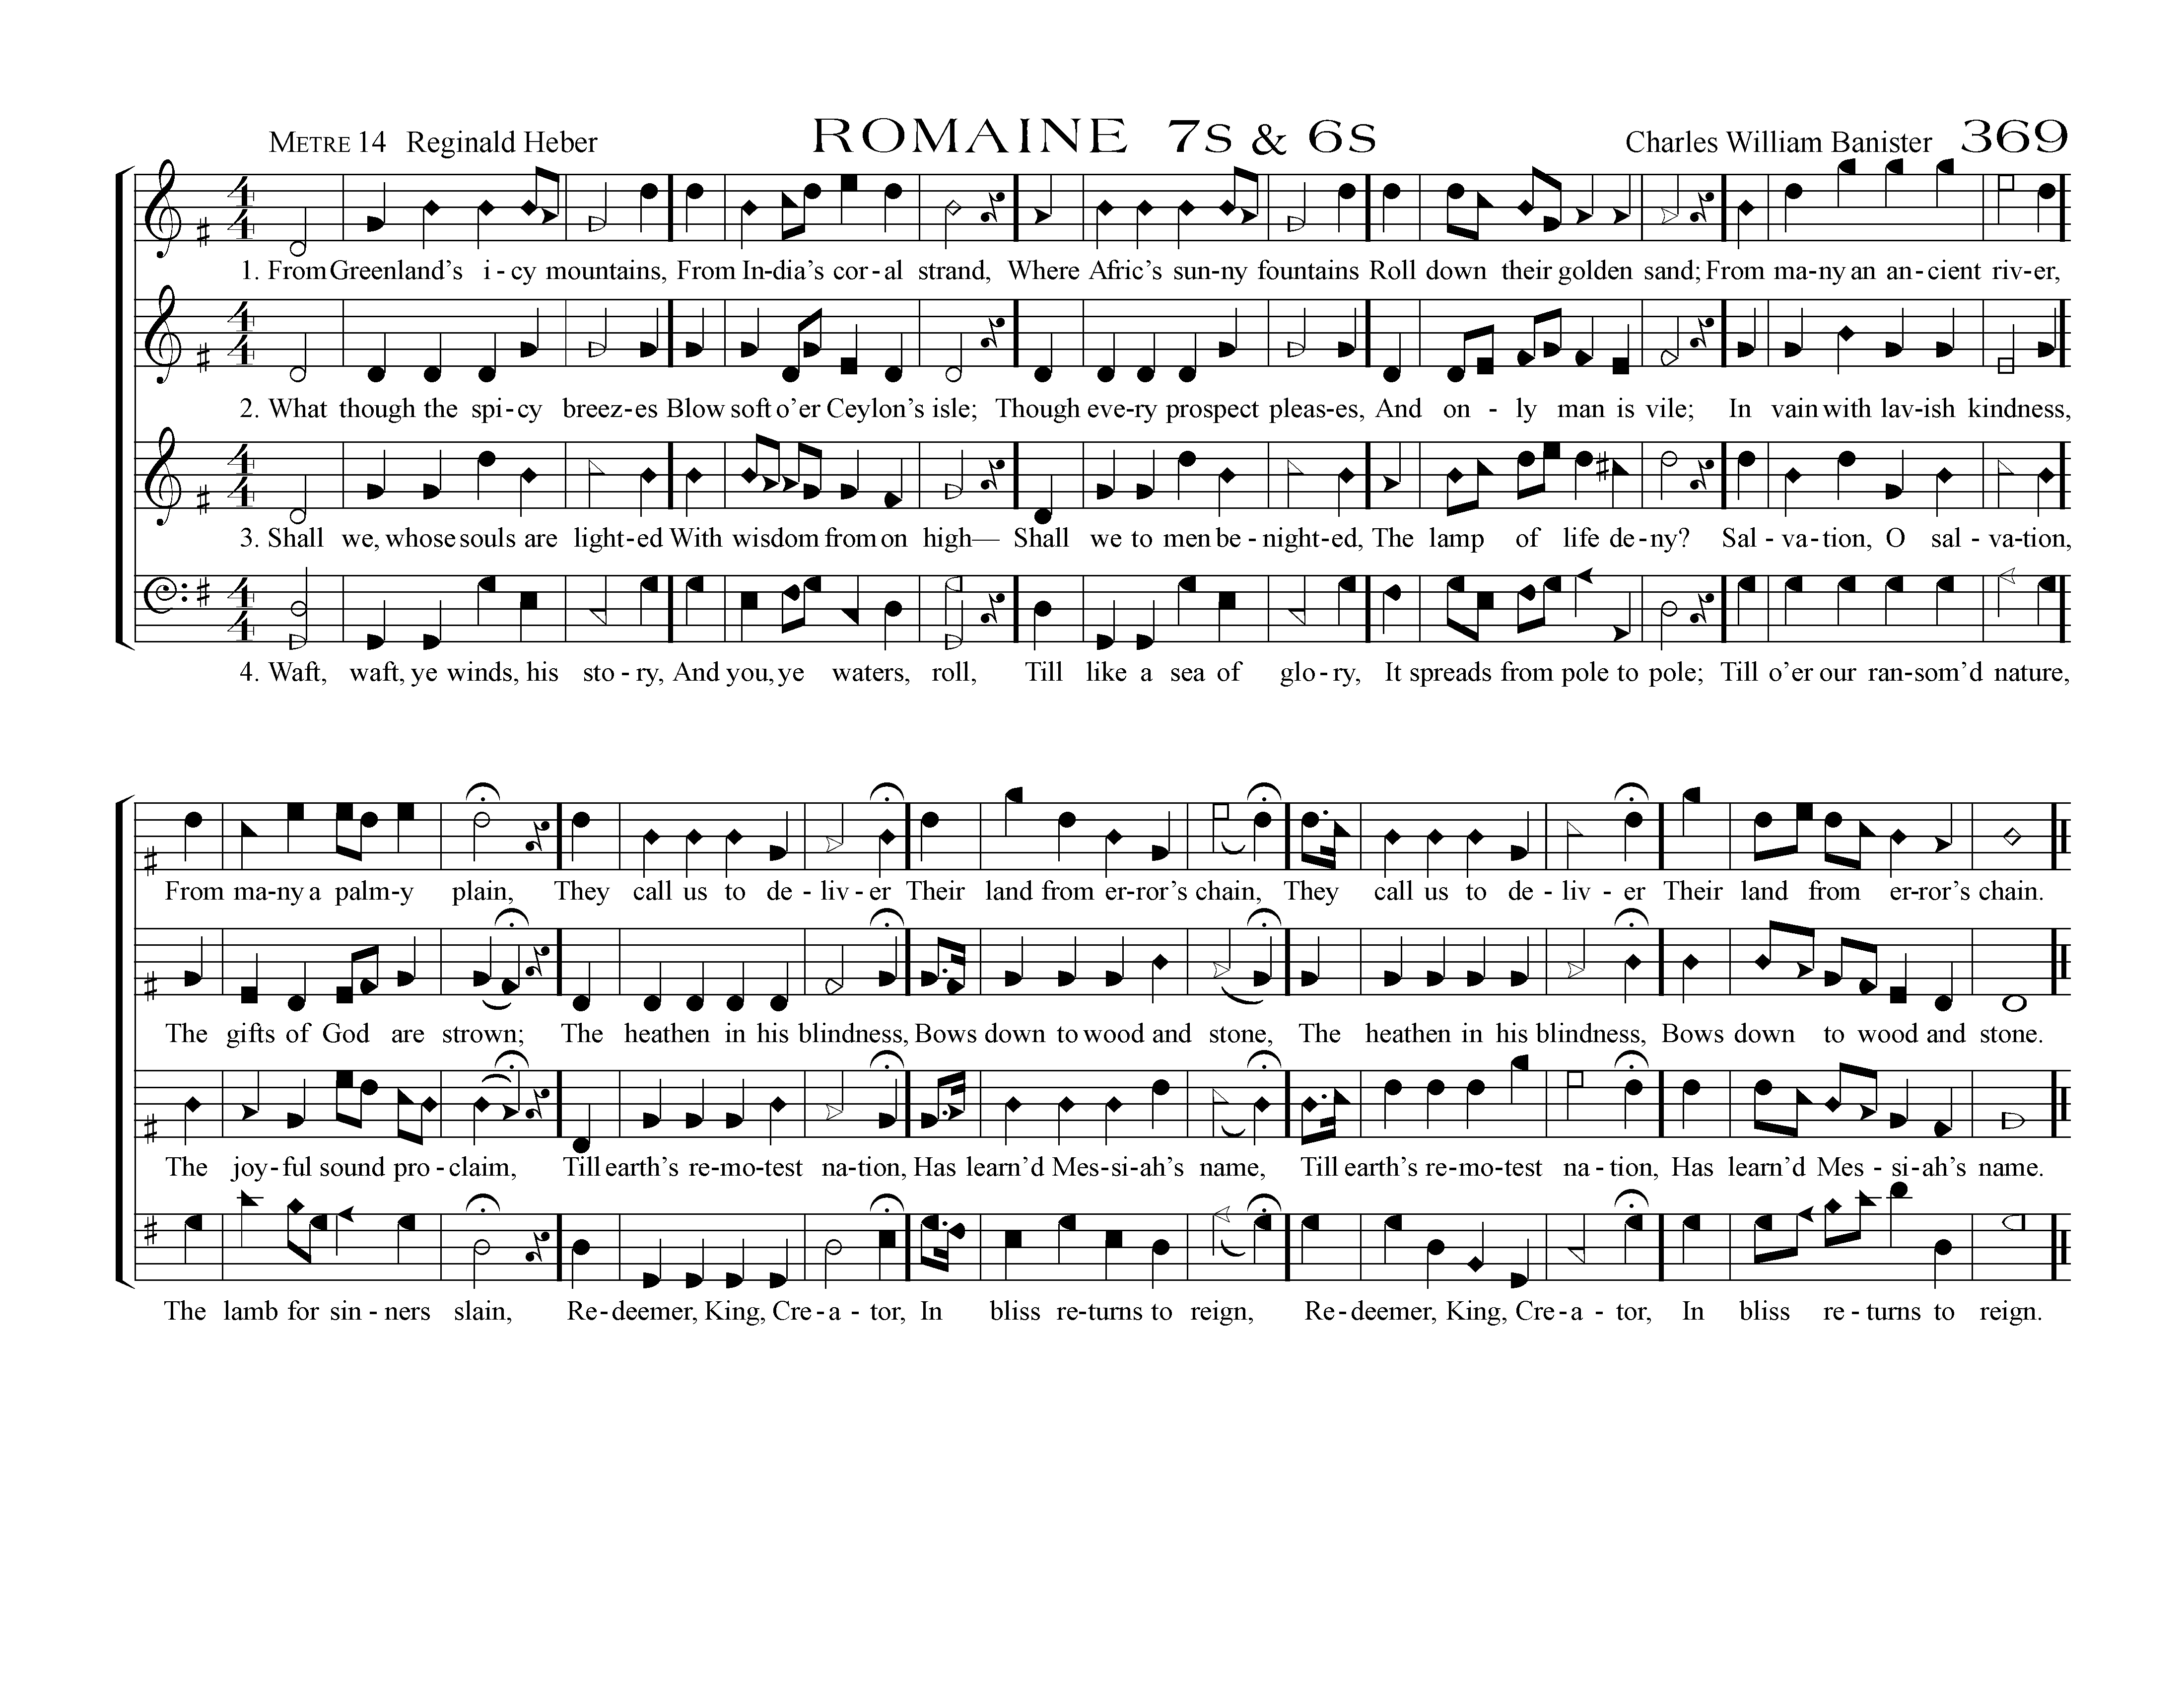 METRE 14 Reginald Heber ROMAINE 7S & 6S Charles William Banister 369
1. From Greenland's i - cy mountains, From In-dia's cor - al strand, Where Afric's sun-ny fountains Roll down their golden sand; From ma-ny an an-cient riv-er,
2. What though the spi-cy breez-es Blow soft o'er Ceylon's isle; Though eve-ry prospect pleas-es, And on - ly man is vile; In vain with lav-ish kindness,
3. Shall we, whose souls are light-ed With wisdom from on high— Shall we to men be-night-ed, The lamp of life de-ny? Sal - va-tion, O sal - va-tion,
4. Waft, waft, ye winds, his sto - ry, And you, ye waters, roll, Till like a sea of glo-ry, It spreads from pole to pole; Till o'er our ran-som'd nature,
From ma-ny a palm-y plain, They call us to de - liv - er Their land from er-ror's chain, They call us to de - liv - er Their land from er-ror's chain.
The gifts of God are strown; The heathen in his blindness, Bows down to wood and stone, The heathen in his blindness, Bows down to wood and stone.
The joy-ful sound pro-claim, Till earth's re-mo-test na-tion, Has learn'd Mes-si-ah's name, Till earth's re-mo-test na-tion, Has learn'd Mes - si-ah's name.
The lamb for sin - ners slain, Re-deemer, King, Cre-a - tor, In bliss re-turns to reign, Re-deemer, King, Cre-a - tor, In bliss re - turns to reign.